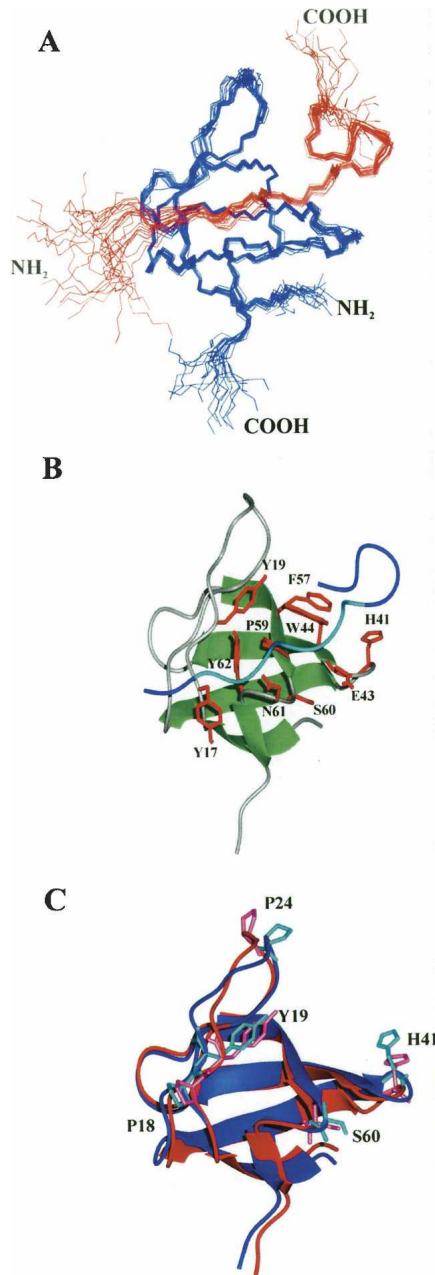 A
COOH
NH2
NH2
COOH
B
Y19
F57
H41
P59
W44
Y62
E43
N61
S60
Y17
C
P24
Y19
H41
P18
S60